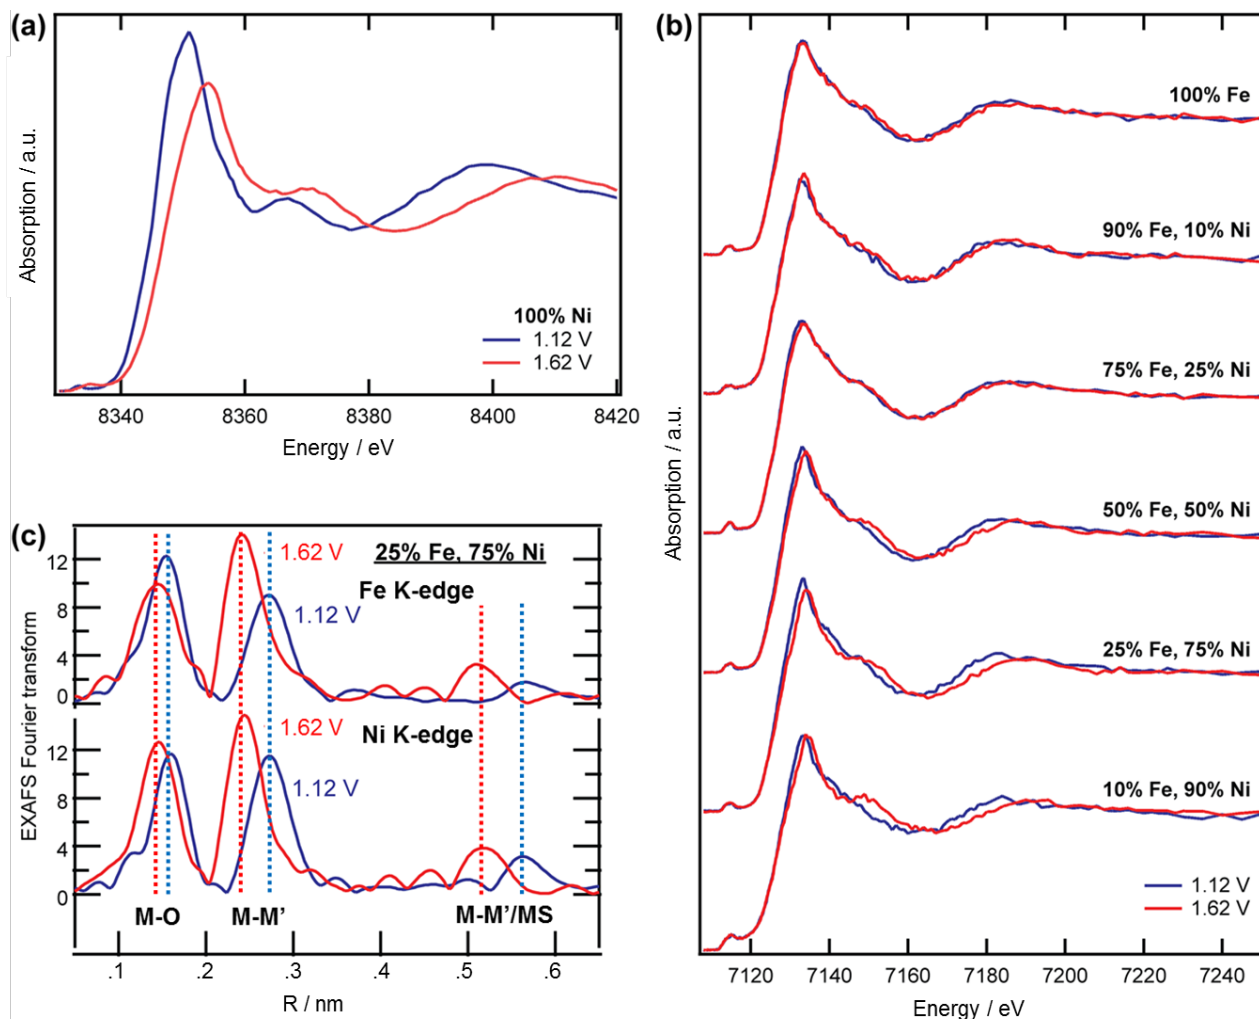 (a)
Absorption / a.u.
100% Ni
1.12 V
1.62 V
8340 8360 8380 8400 8420
Energy / eV
(b)
Absorption / a.u.
100% Fe
90% Fe, 10% Ni
75% Fe, 25% Ni
50% Fe, 50% Ni
25% Fe, 75% Ni
10% Fe, 90% Ni
1.12 V
1.62 V
7120 7140 7160 7180 7200 7220 7240
Energy / eV
(c)
EXAFS Fourier transform
25% Fe, 75% Ni
Fe K-edge
1.62 V
1.12 V
12
8
4
0
Ni K-edge
1.62 V
1.12 V
12
8
4
0
M-O M-M' M-M'/MS
.1 .2 .3 .4 .5 .6
R / nm